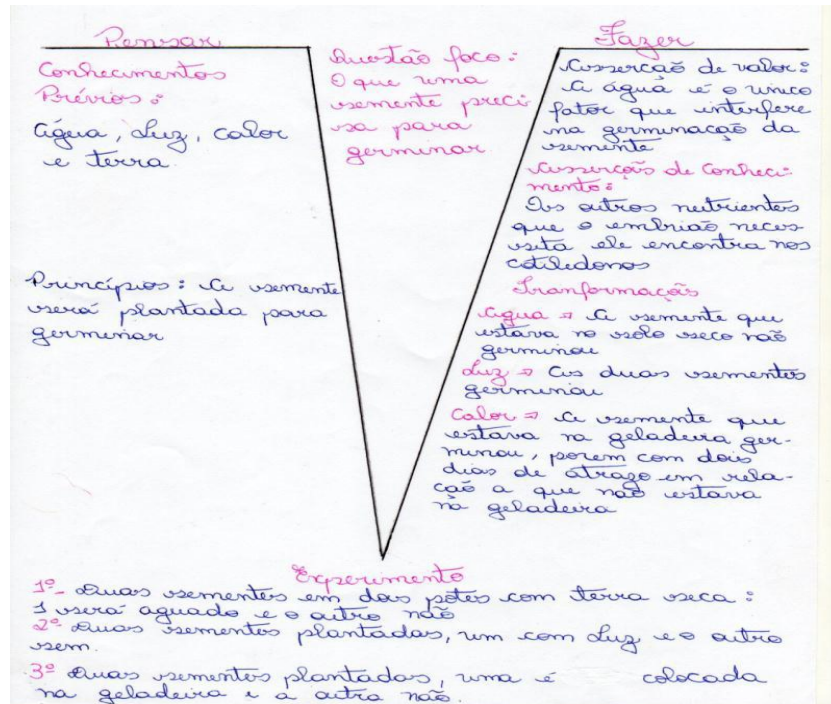 Pensar
Conhecimentos
Prévios:
água, Luz, calor
e terra.
Princípios: A semente
será plantada para
germinar
Questão foco:
O que uma
semente preci
sa para
germinar
Fazer
Asserção de valor:
A água é o unico
fator que interfere
na germinação da
semente
Asserção de Conheci-
mento:
Os outros nutrientes
que o embrião neces
sita ele encontra nos
cotiledonos
Tranformação
Água → A semente que
estava no solo seco não
germinou
Luz → As duas sementes
germinou
Calor → A semente que
estava na geladeira ger-
minou, porem com dois
dias de atrazo em rela-
ção a que não estava
na geladeira
Experimento
1º- Duas sementes em dois potes com terra seca:
1 será aguado e o outro não
2º Duas sementes plantadas, um com Luz e o outro
sem.
3º Duas sementes plantadas, uma é colocada
na geladeira e a outra não.